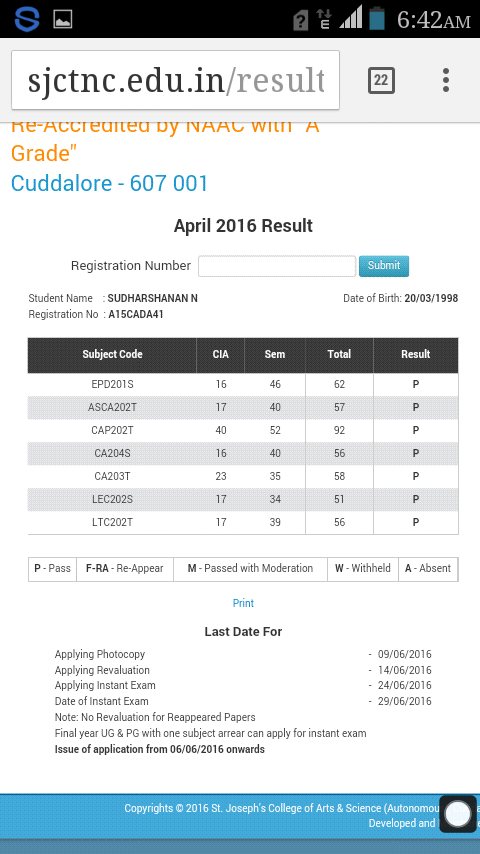 6:42AM
sjctnc.edu.in/result
22
Re-Accredited by NAAC with "A
Grade"
Cuddalore - 607 001
April 2016 Result
Registration Number Submit
Student Name : SUDHARSHANAN N Date of Birth: 20/03/1998
Registration No : A15CADA41
Subject Code CIA Sem Total Result
EPD201S 16 46 62 P
ASCA202T 17 40 57 P
CAP202T 40 52 92 P
CA204S 16 40 56 P
CA203T 23 35 58 P
LEC202S 17 34 51 P
LTC202T 17 39 56 P
P - Pass F-RA - Re-Appear M - Passed with Moderation W - Withheld A - Absent
Print
Last Date For
Applying Photocopy - 09/06/2016
Applying Revaluation - 14/06/2016
Applying Instant Exam - 24/06/2016
Date of Instant Exam - 29/06/2016
Note: No Revaluation for Reappeared Papers
Final year UG & PG with one subject arrear can apply for instant exam
Issue of application from 06/06/2016 onwards
Copyrights © 2016 St. Joseph's College of Arts & Science (Autonomou
Developed and